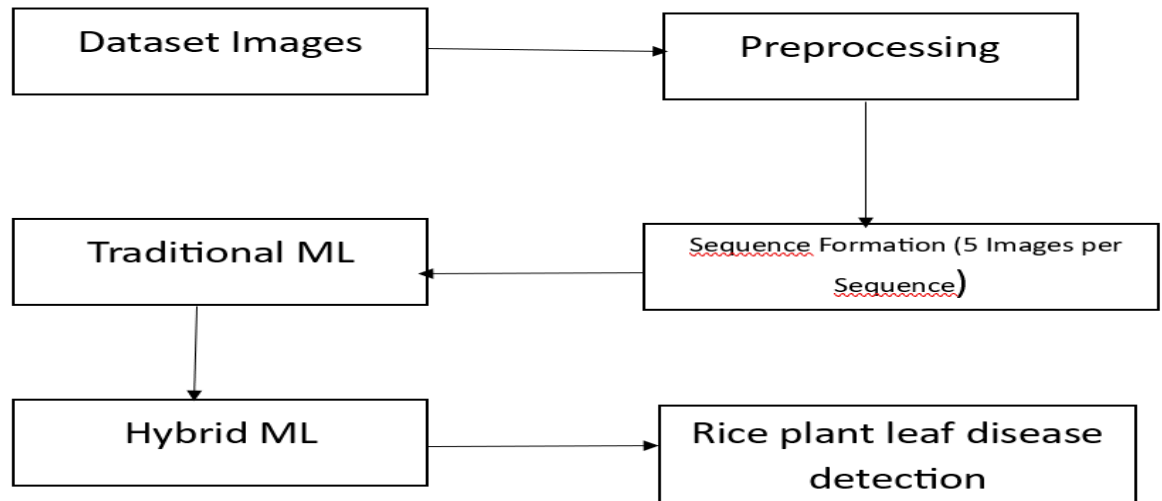 Dataset Images
Preprocessing
Sequence Formation (5 Images per
Sequence)
Traditional ML
Hybrid ML
Rice plant leaf disease
detection